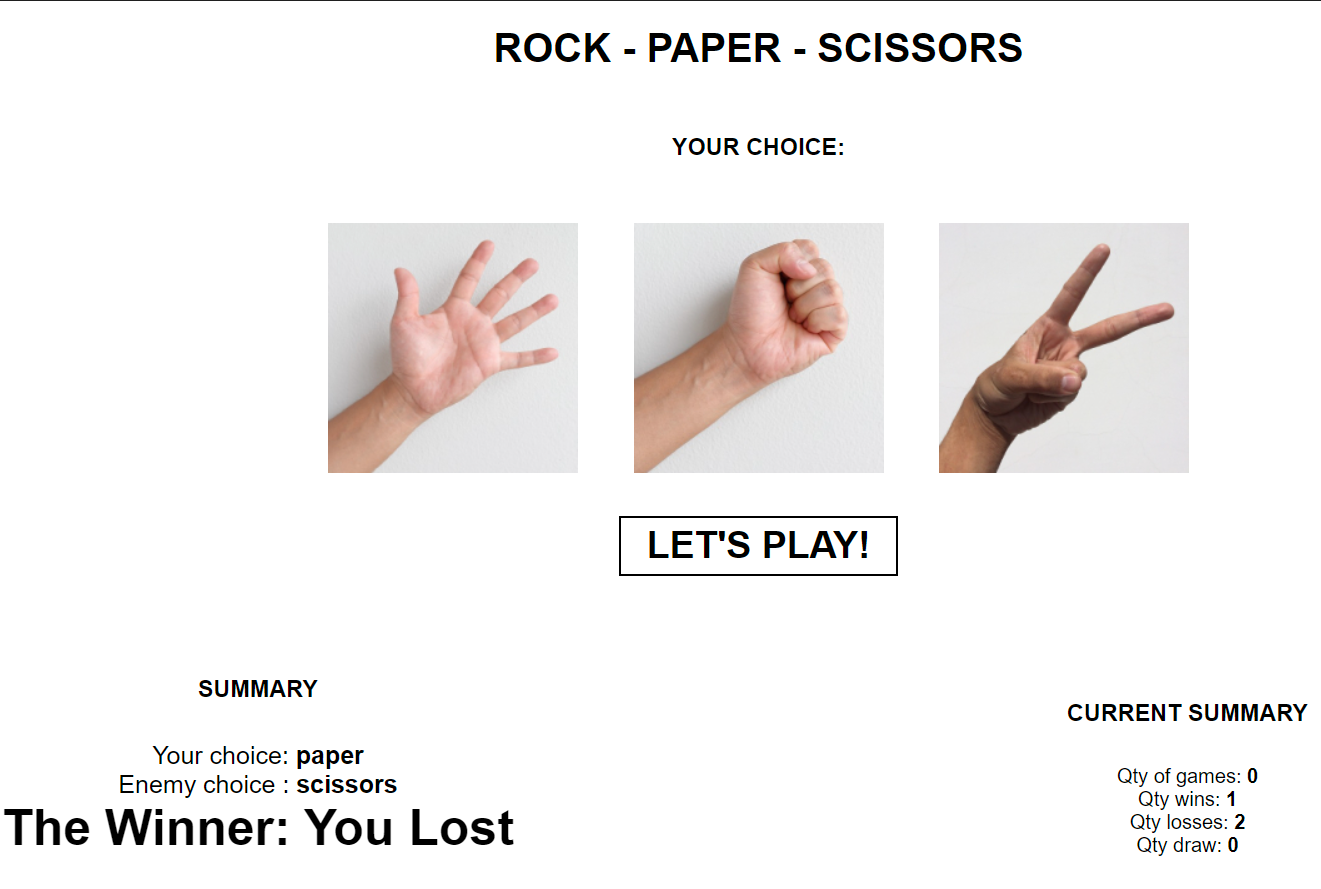 ROCK - PAPER - SCISSORS
YOUR CHOICE:
LET'S PLAY!
SUMMARY
Your choice: paper
Enemy choice : scissors
The Winner: You Lost
CURRENT SUMMARY
Qty of games: 0
Qty wins: 1
Qty losses: 2
Qty draw: 0